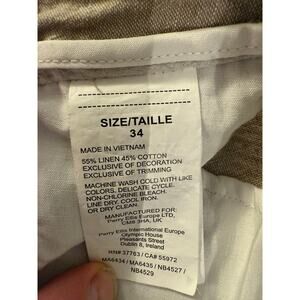 SIZE/TAILLE
34
MADE IN VIETNAM
55% LINEN 45% COTTON
EXCLUSIVE OF DECORATION
EXCLUSIVE OF TRIMMING
MACHINE WASH COLD WITH LIKE
COLORS, DELICATE CYCLE.
NON-CHLORINE BLEACH.
LINE DRY. COOL IRON.
OR DRY CLEAN.
MANUFACTURED FOR:
Perry Ellis Europe LTD,
CM8 3HA, UK
Perry Ellis International Europe
Olympic House
Pleasants Street
Dublin 8, Ireland
RN# 37763 / CA# 55972
MA6434 / MA6435 / NB4527 /
NB4529